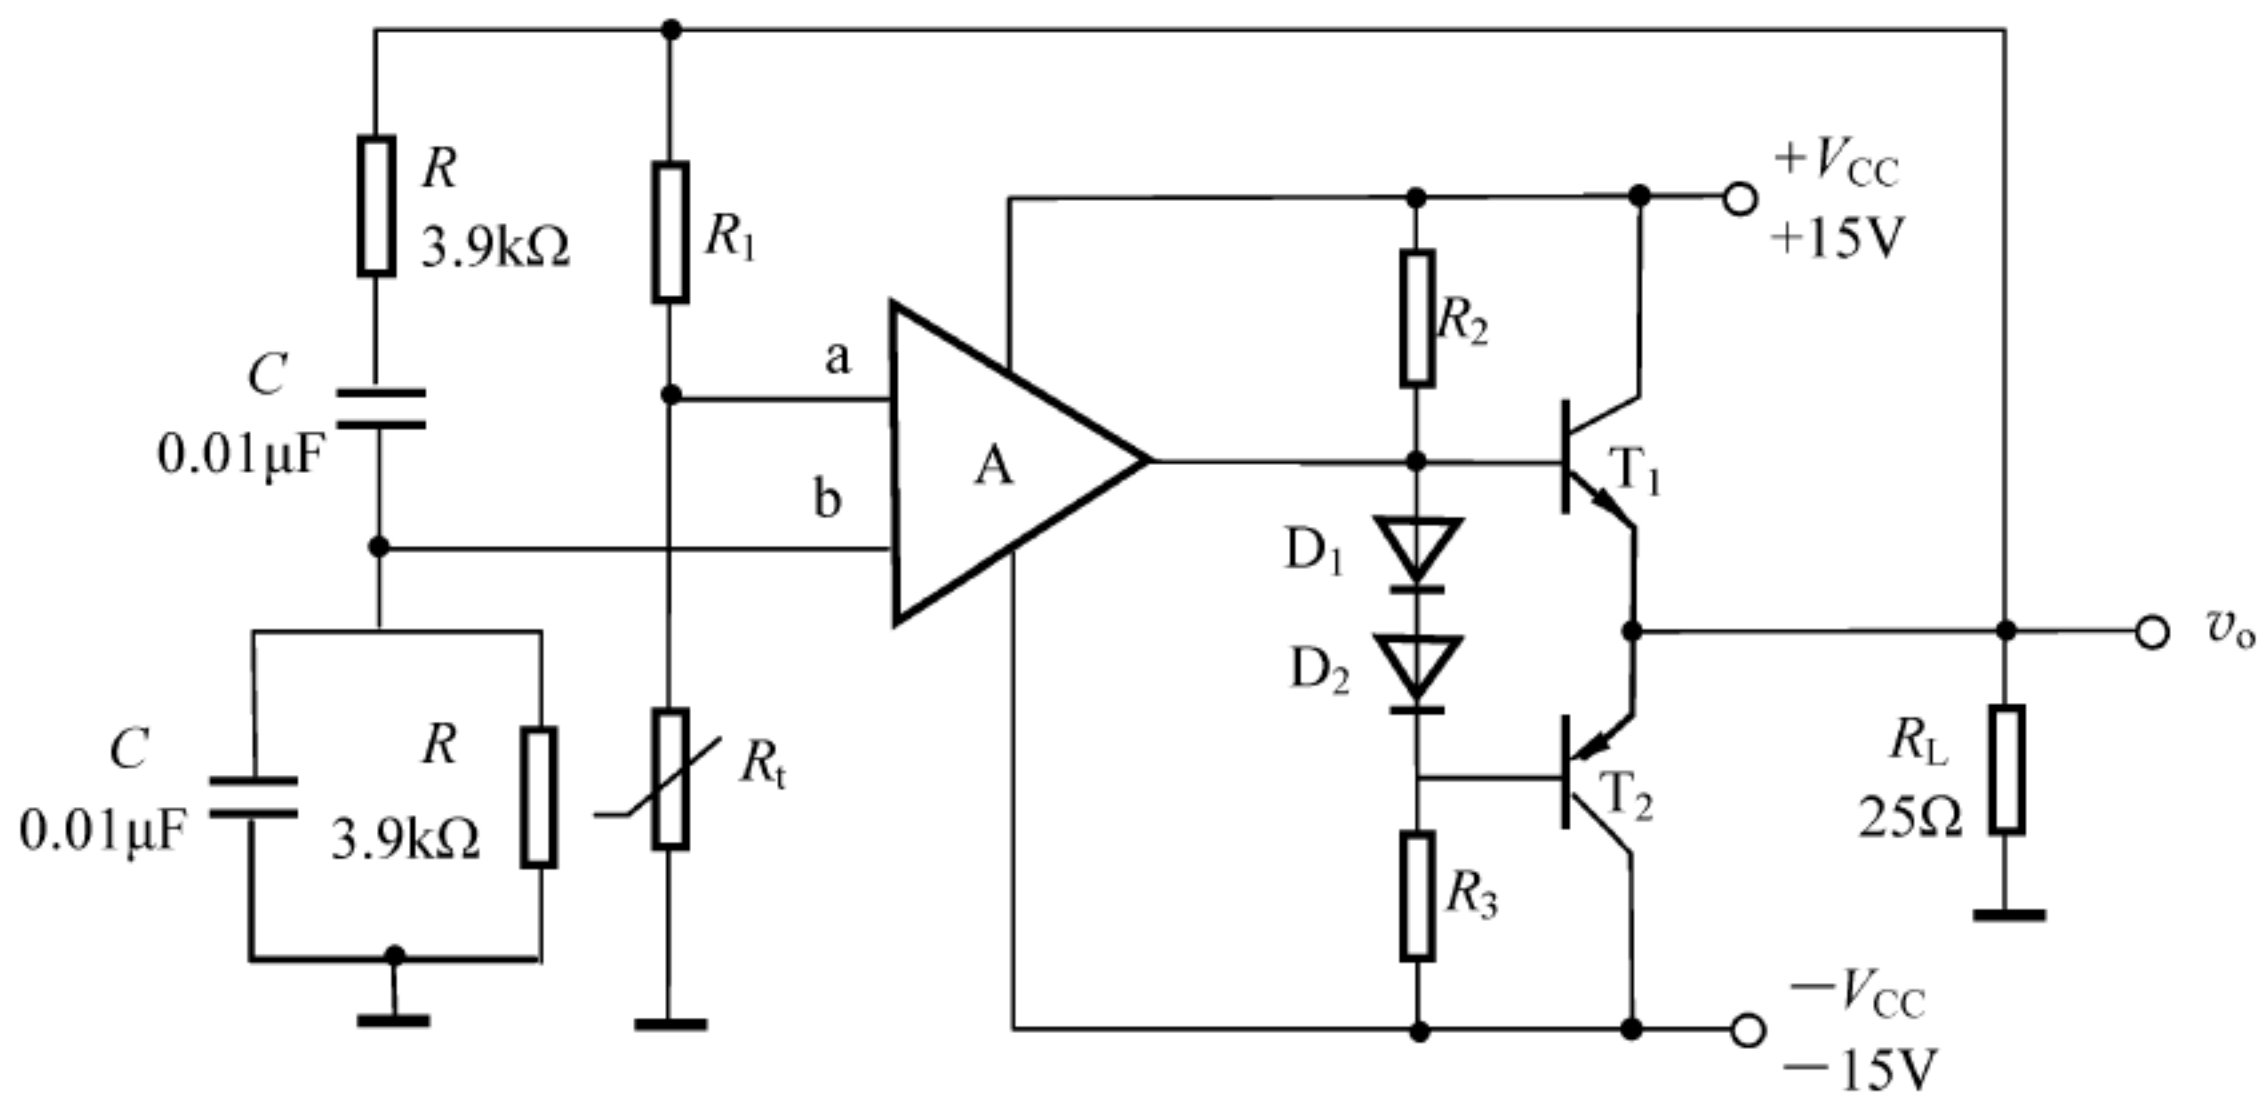 R
3.9kΩ
R1
+VCC
+15V
R2
C
0.01μF
a
b
A
T1
D1
D2
vo
C
0.01μF
R
3.9kΩ
Rt
T2
RL
25Ω
R3
—VCC
—15V